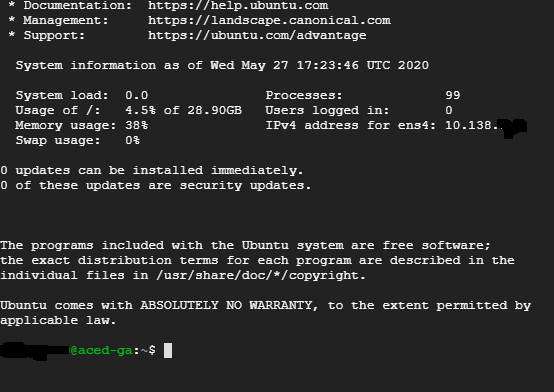 * Documentation: https://help.ubuntu.com
* Management: https://landscape.canonical.com
* Support: https://ubuntu.com/advantage
System information as of Wed May 27 17:23:46 UTC 2020
System load: 0.0 Processes: 99
Usage of /: 4.5% of 28.90GB Users logged in: 0
Memory usage: 38% IPv4 address for ens4: 10.138.
Swap usage: 0%
0 updates can be installed immediately.
0 of these updates are security updates.
The programs included with the Ubuntu system are free software;
the exact distribution terms for each program are described in the
individual files in /usr/share/doc/*/copyright.
Ubuntu comes with ABSOLUTELY NO WARRANTY, to the extent permitted by
applicable law.
@aced-ga:~$